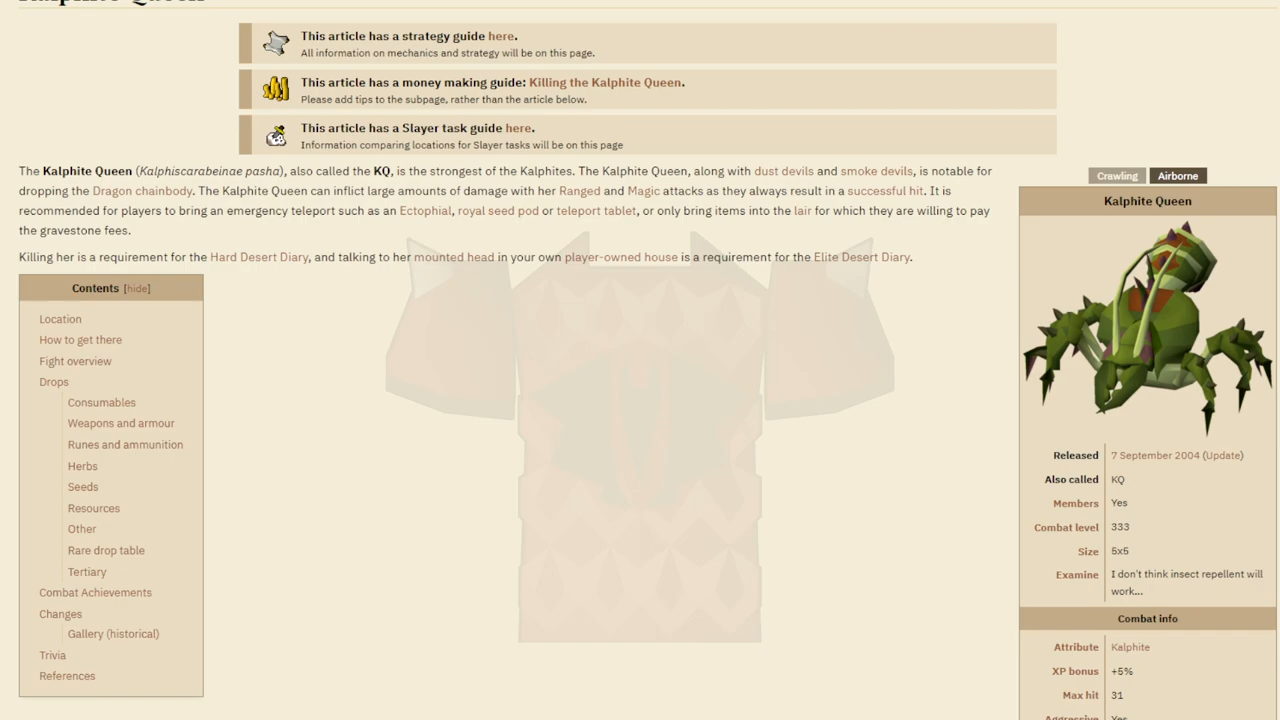 Kalphite Queen
This article has a strategy guide here.
All information on mechanics and strategy will be on this page.
This article has a money making guide: Killing the Kalphite Queen.
Please add tips to the subpage, rather than the article below.
This article has a Slayer task guide here.
Information comparing locations for Slayer tasks will be on this page
The Kalphite Queen (Kalphiscarabeinae pasha), also called the KQ, is the strongest of the Kalphites. The Kalphite Queen, along with dust devils and smoke devils, is notable for
dropping the Dragon chainbody. The Kalphite Queen can inflict large amounts of damage with her Ranged and Magic attacks as they always result in a successful hit. It is
recommended for players to bring an emergency teleport such as an Ectophial, royal seed pod or teleport tablet, or only bring items into the lair for which they are willing to pay
the gravestone fees.
Killing her is a requirement for the Hard Desert Diary, and talking to her mounted head in your own player-owned house is a requirement for the Elite Desert Diary.
Contents [hide]
Location
How to get there
Fight overview
Drops
Consumables
Weapons and armour
Runes and ammunition
Herbs
Seeds
Resources
Other
Rare drop table
Tertiary
Combat Achievements
Changes
Gallery (historical)
Trivia
References
Crawling Airborne
Kalphite Queen
Released 7 September 2004 (Update)
Also called KQ
Members Yes
Combat level 333
Size 5x5
Examine I don't think insect repellent will
work...
Combat info
Attribute Kalphite
XP bonus +5%
Max hit 31
Aggressive Yes